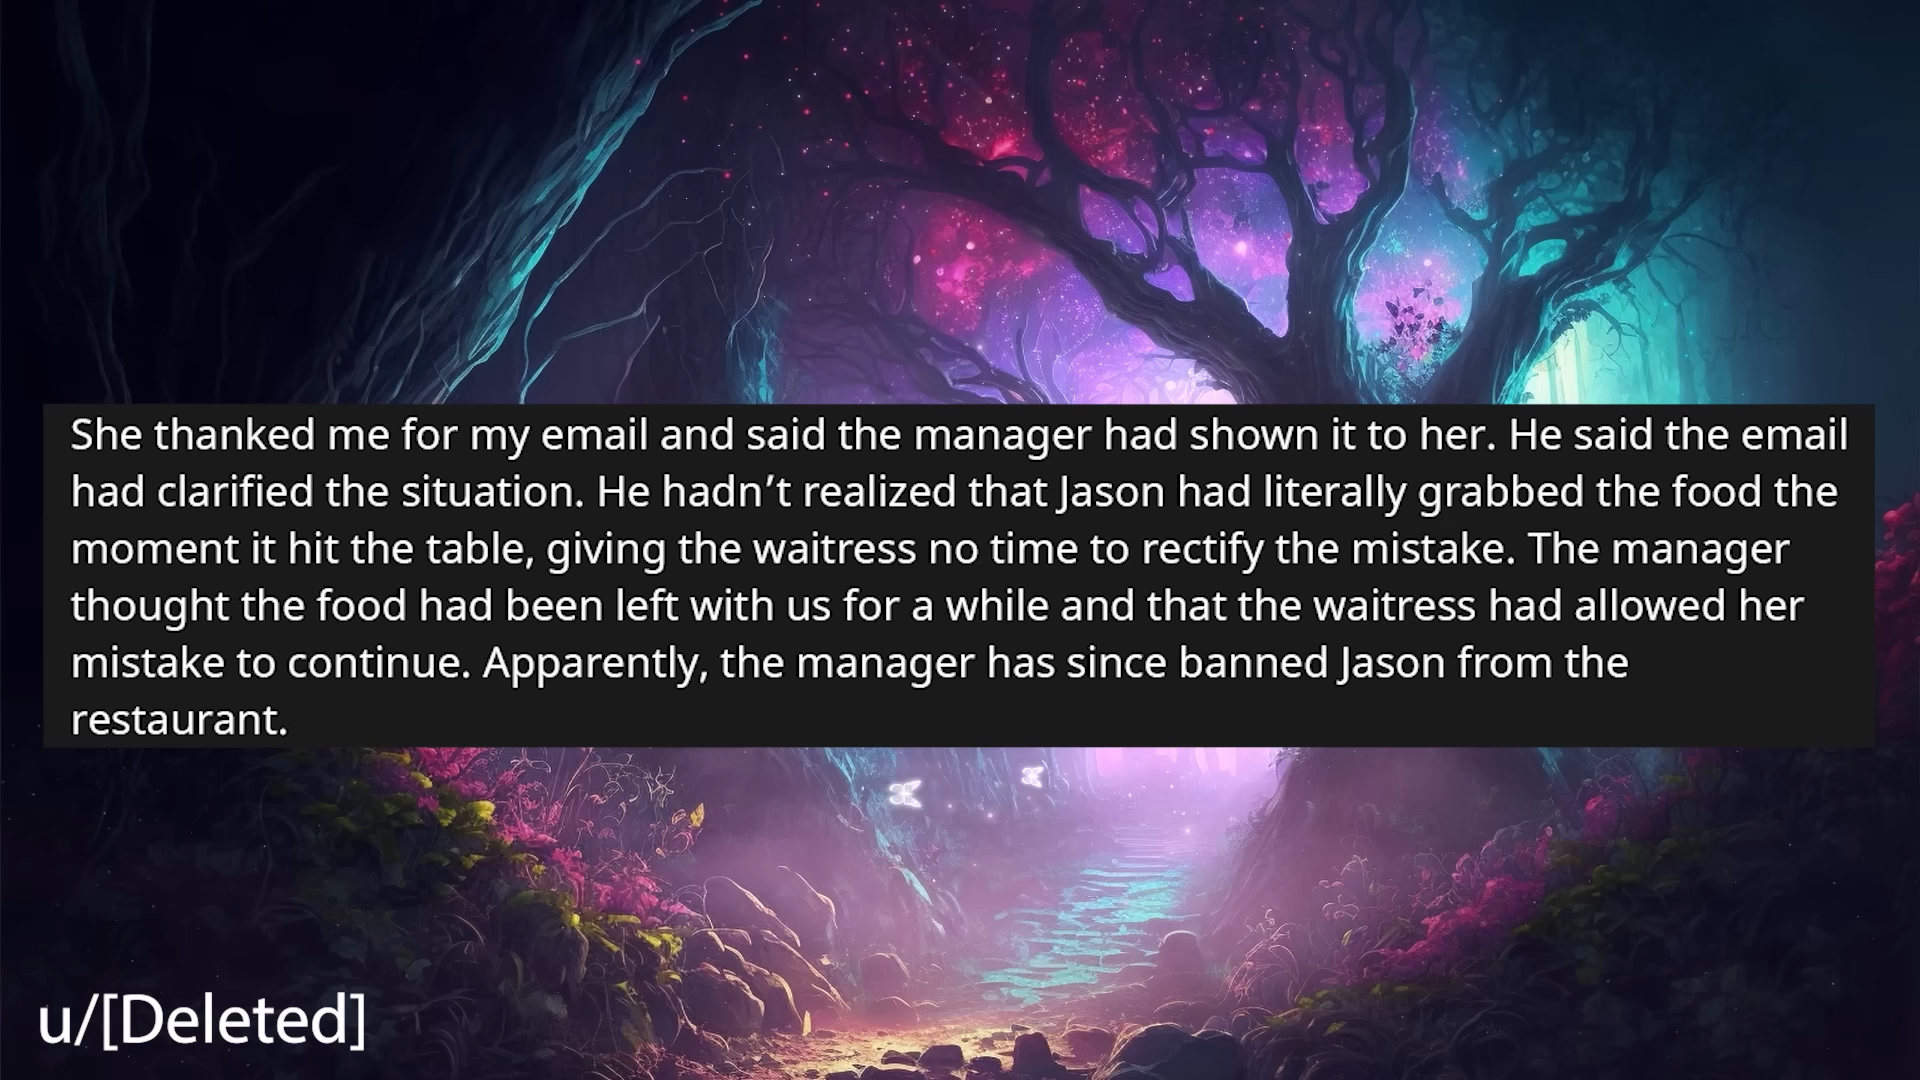 She thanked me for my email and said the manager had shown it to her. He said the email
had clarified the situation. He hadn’t realized that Jason had literally grabbed the food the
moment it hit the table, giving the waitress no time to rectify the mistake. The manager
thought the food had been left with us for a while and that the waitress had allowed her
mistake to continue. Apparently, the manager has since banned Jason from the
restaurant.
u/[Deleted]